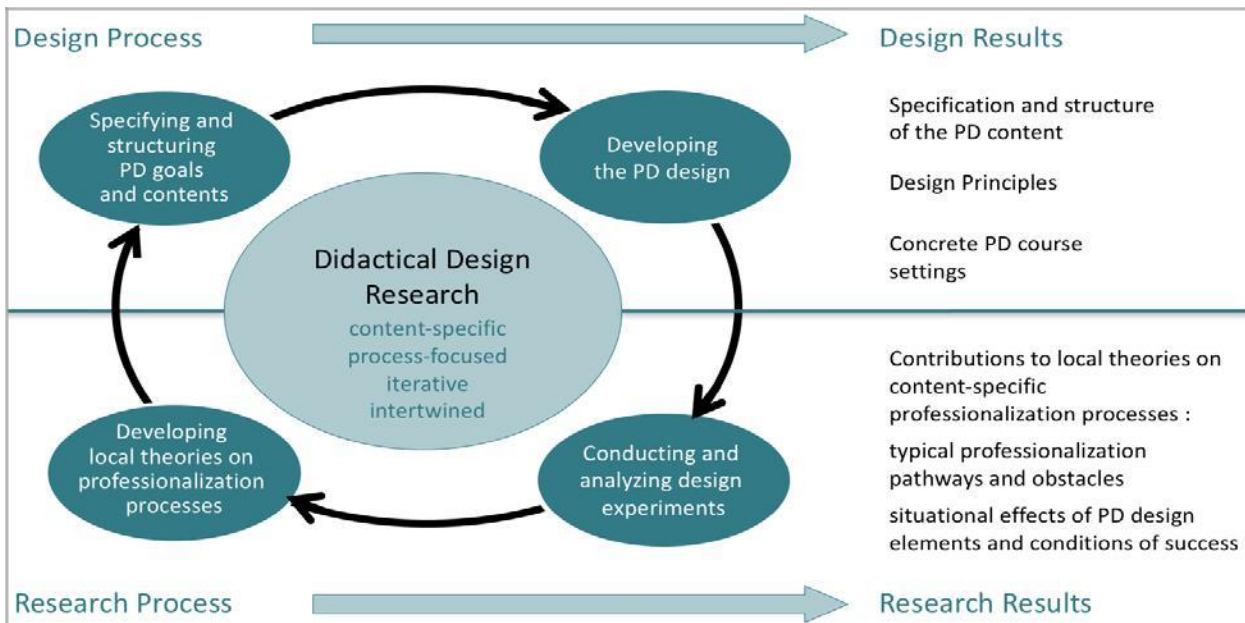 Design Process
Design Results
Specifying and
structuring
PD goals
and contents
Developing
the PD design
Specification and structure
of the PD content
Design Principles
Concrete PD course
settings
Didactical Design
Research
content-specific
process-focused
iterative
intertwined
Developing
local theories on
professionalization
processes
Conducting and
analyzing design
experiments
Contributions to local theories on
content-specific
professionalization processes :
typical professionalization
pathways and obstacles
situational effects of PD design
elements and conditions of success
Research Process
Research Results